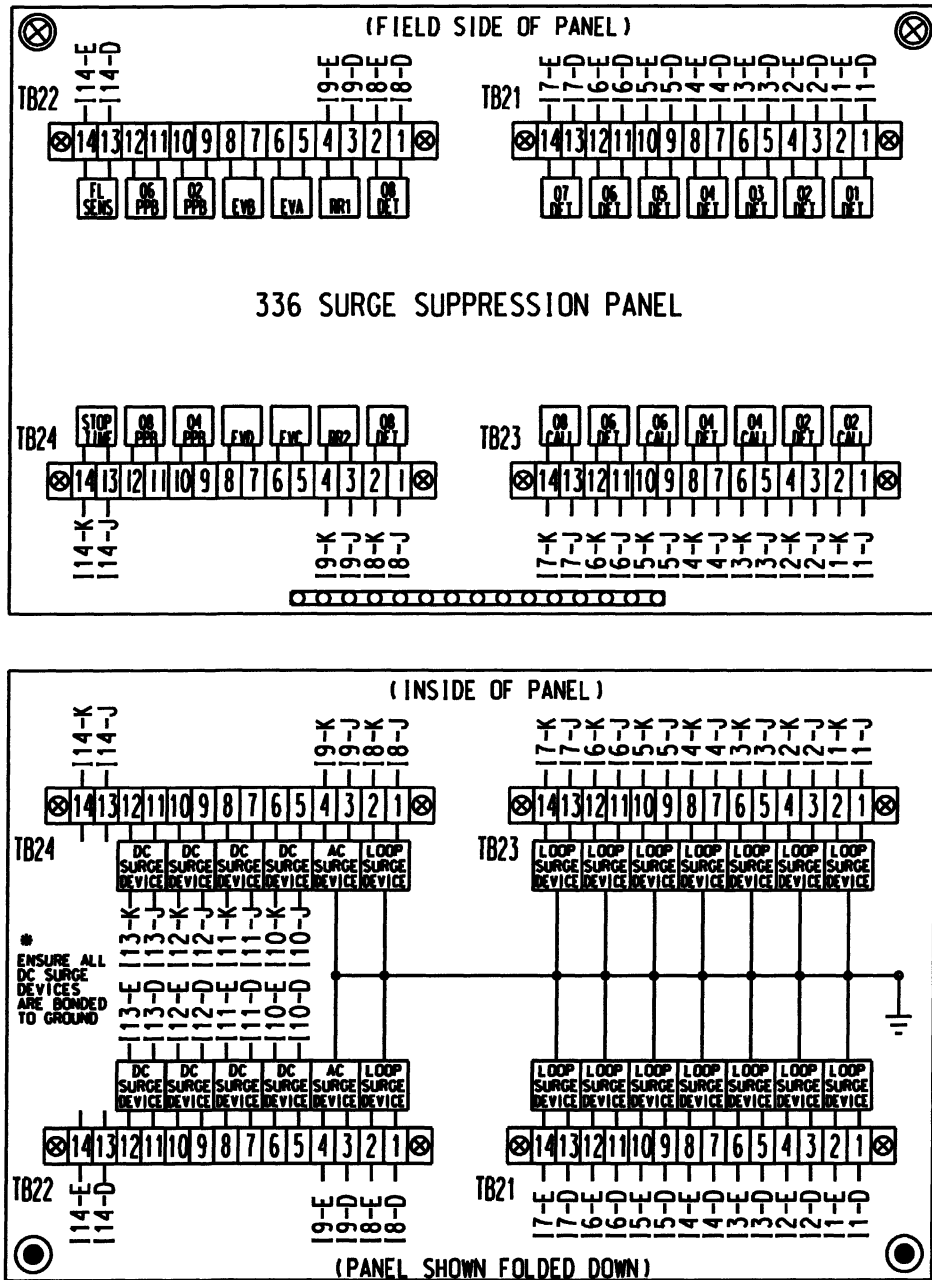 (FIELD SIDE OF PANEL)
TB22
I14-E I14-D I9-E I9-D I8-E I8-D
14 13 12 11 10 9 8 7 6 5 4 3 2 1
FL SENS
06 PPB
02 PPB
EVB
EVA
RR1
08 DET
TB21
I7-E I7-D I6-E I6-D I5-E I5-D I4-E I4-D I3-E I3-D I2-E I2-D I1-E I1-D
14 13 12 11 10 9 8 7 6 5 4 3 2 1
07 DET
06 DET
05 DET
04 DET
03 DET
02 DET
01 DET
336 SURGE SUPPRESSION PANEL
TB24
STOP TIME
08 PPB
04 PPB
EVD
EVC
RR2
08 DET
14 13 12 11 10 9 8 7 6 5 4 3 2 1
I14-K I14-J I9-K I9-J I8-K I8-J
TB23
08 CALL
06 DET
06 CALL
04 DET
04 CALL
02 DET
02 CALL
14 13 12 11 10 9 8 7 6 5 4 3 2 1
I7-K I7-J I6-K I6-J I5-K I5-J I4-K I4-J I3-K I3-J I2-K I2-J I1-K I1-J
(INSIDE OF PANEL)
I14-K I14-J I9-K I9-J I8-K I8-J
14 13 12 11 10 9 8 7 6 5 4 3 2 1
TB24
DC SURGE DEVICE
DC SURGE DEVICE
DC SURGE DEVICE
DC SURGE DEVICE
AC SURGE DEVICE
LOOP SURGE DEVICE
I13-K I13-J I12-K I12-J I11-K I11-J I10-K I10-J
I7-K I7-J I6-K I6-J I5-K I5-J I4-K I4-J I3-K I3-J I2-K I2-J I1-K I1-J
14 13 12 11 10 9 8 7 6 5 4 3 2 1
TB23
LOOP SURGE DEVICE
LOOP SURGE DEVICE
LOOP SURGE DEVICE
LOOP SURGE DEVICE
LOOP SURGE DEVICE
LOOP SURGE DEVICE
LOOP SURGE DEVICE
*
ENSURE ALL
DC SURGE
DEVICES
ARE BONDED
TO GROUND
I13-E I13-D I12-E I12-D I11-E I11-D I10-E I10-D
DC SURGE DEVICE
DC SURGE DEVICE
DC SURGE DEVICE
DC SURGE DEVICE
AC SURGE DEVICE
LOOP SURGE DEVICE
14 13 12 11 10 9 8 7 6 5 4 3 2 1
TB22
I14-E I14-D I9-E I9-D I8-E I8-D
LOOP SURGE DEVICE
LOOP SURGE DEVICE
LOOP SURGE DEVICE
LOOP SURGE DEVICE
LOOP SURGE DEVICE
LOOP SURGE DEVICE
LOOP SURGE DEVICE
14 13 12 11 10 9 8 7 6 5 4 3 2 1
TB21
I7-E I7-D I6-E I6-D I5-E I5-D I4-E I4-D I3-E I3-D I2-E I2-D I1-E I1-D
(PANEL SHOWN FOLDED DOWN)